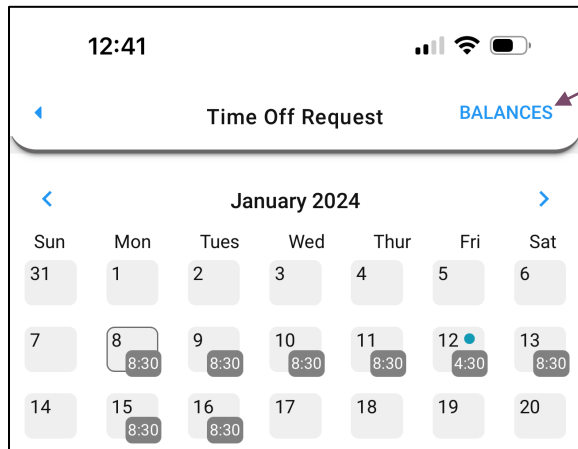 12:41
Time Off Request BALANCES
January 2024
Sun Mon Tues Wed Thur Fri Sat
31 1 2 3 4 5 6
7 8 9 10 11 12 13
8:30 8:30 8:30 8:30 4:30 8:30
14 15 16 17 18 19 20
8:30 8:30